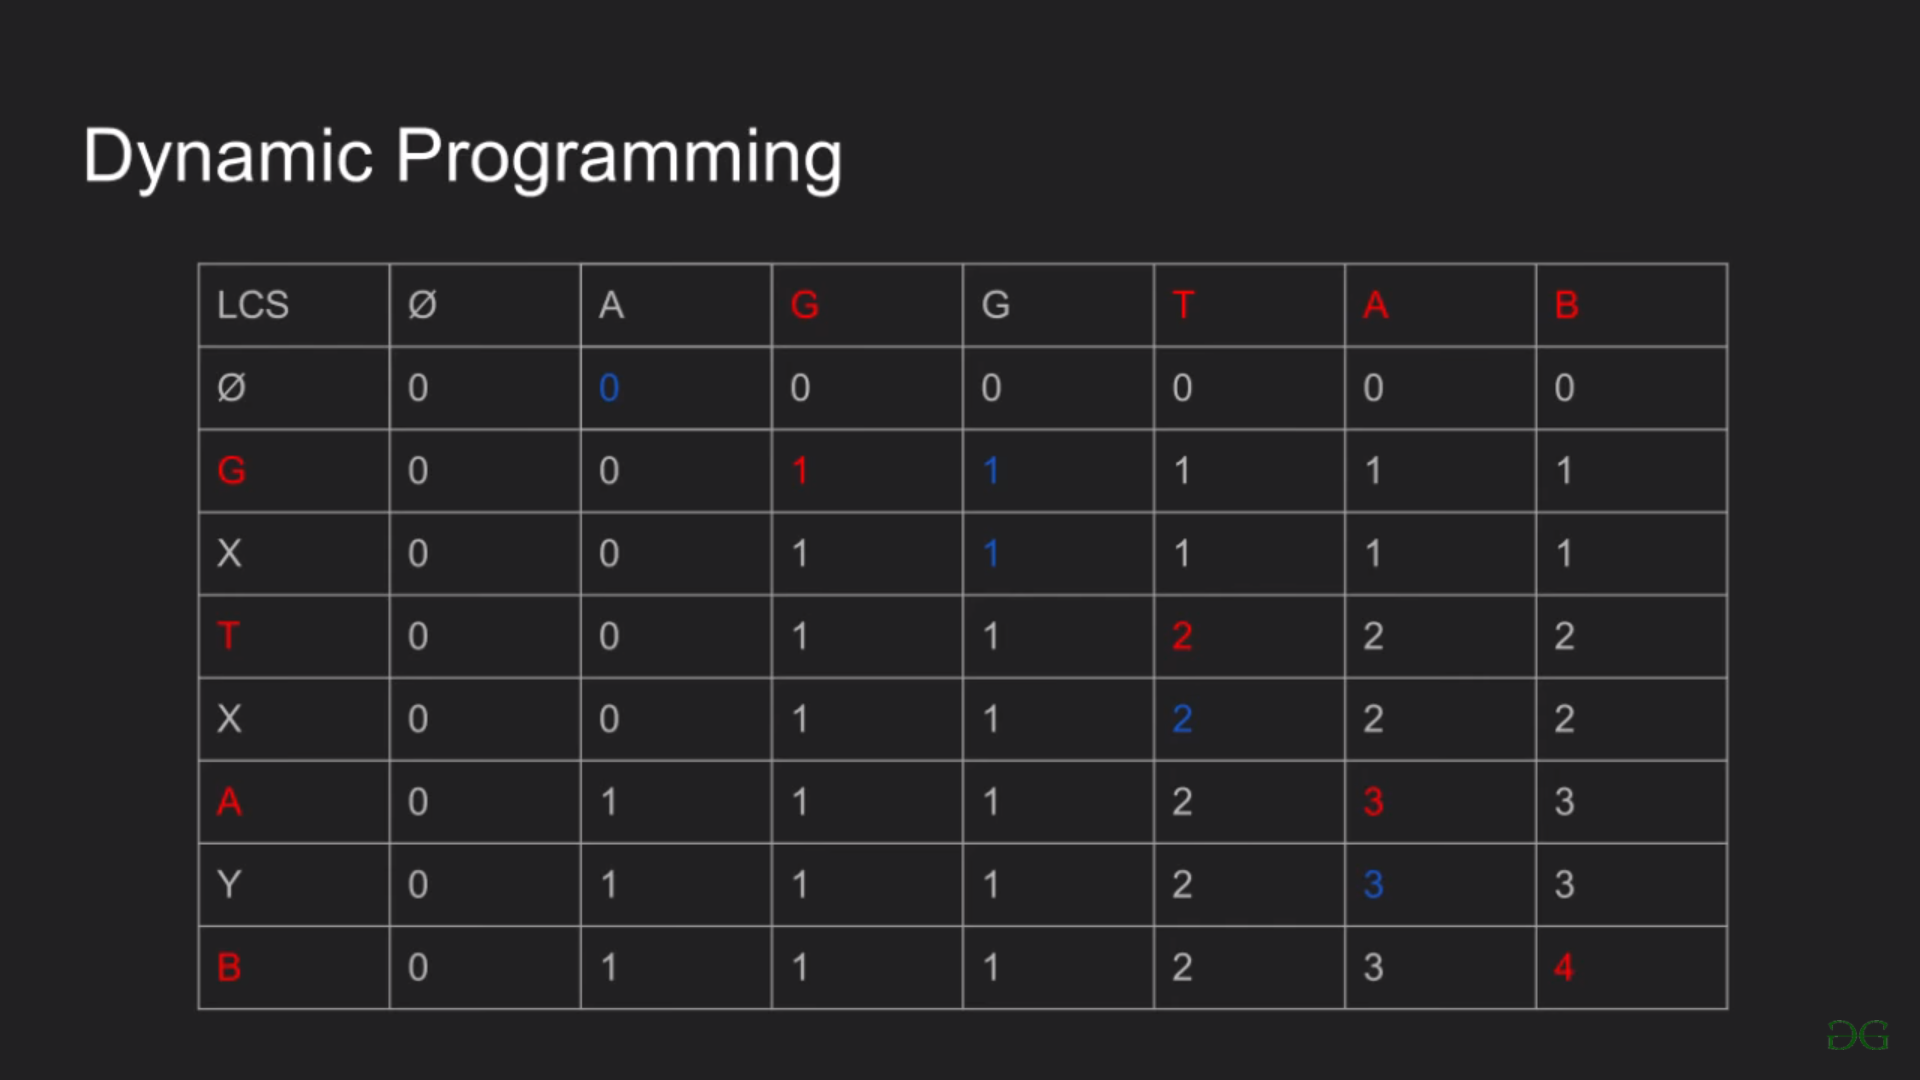 Dynamic Programming
LCS Ø A G G T A B
Ø 0 0 0 0 0 0 0
G 0 0 1 1 1 1 1
X 0 0 1 1 1 1 1
T 0 0 1 1 2 2 2
X 0 0 1 1 2 2 2
A 0 1 1 1 2 3 3
Y 0 1 1 1 2 3 3
B 0 1 1 1 2 3 4